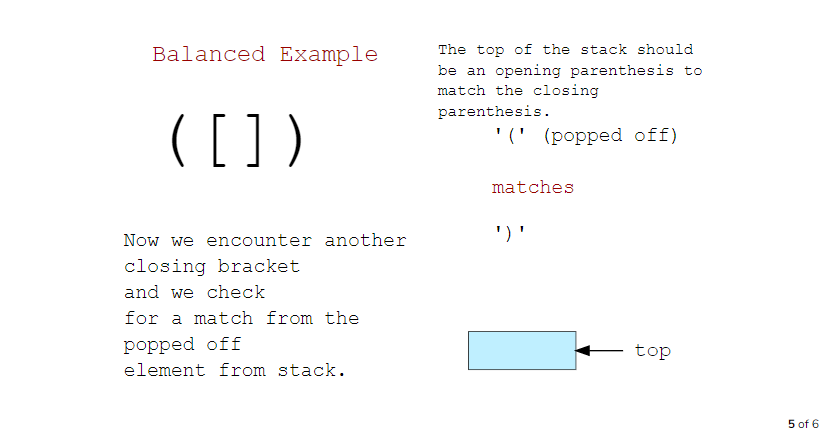 Balanced Example
([])
Now we encounter another
closing bracket
and we check
for a match from the
popped off
element from stack.
The top of the stack should
be an opening parenthesis to
match the closing
parenthesis.
'(' (popped off)
matches
')'
top
5 of 6